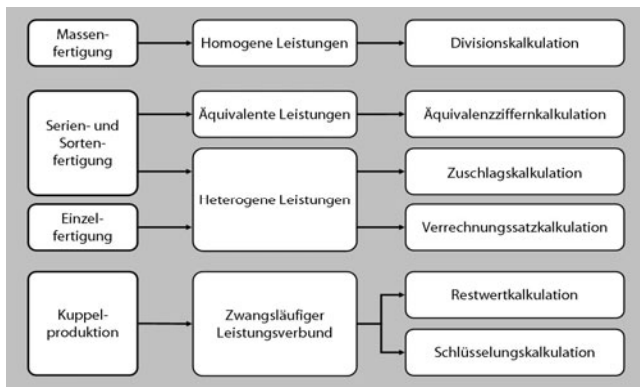 Massen-
fertigung
Homogene Leistungen
Divisionskalkulation
Serien- und
Sorten-
fertigung
Äquivalente Leistungen
Äquivalenzziffernkalkulation
Heterogene Leistungen
Zuschlagskalkulation
Einzel-
fertigung
Verrechnungssatzkalkulation
Kuppel-
produktion
Zwangsläufiger
Leistungsverbund
Restwertkalkulation
Schlüsselungskalkulation